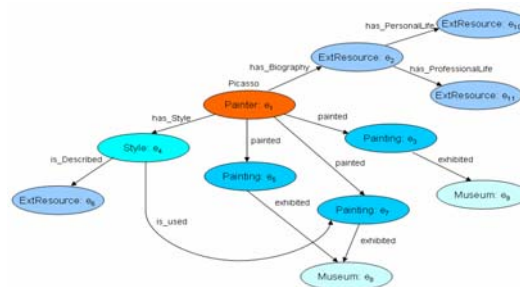 ExtResource: e10
has_PersonalLife
has_Biography
ExtResource: e2
has_ProfessionalLife
Picasso
Painter: e1
ExtResource: e11
has_Style
painted
painted
Style: e4
painted
Painting: e3
is_Described
Painting: e5
exhibited
ExtResource: e6
exhibited
Painting: e7
Museum: e9
is_used
exhibited
Museum: e8